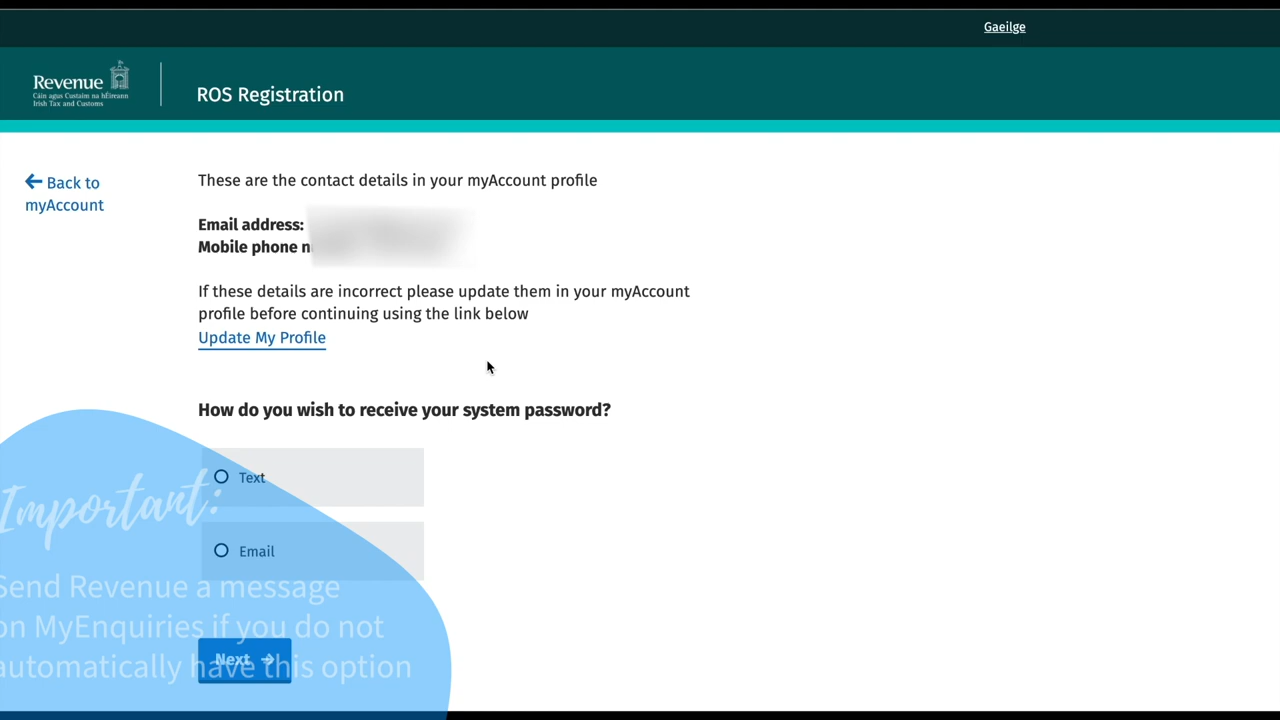 Gaeilge
Revenue
Cáin agus Custaim na hÉireann
Irish Tax and Customs
ROS Registration
Back to
myAccount
These are the contact details in your myAccount profile
Email address:
Mobile phone n
If these details are incorrect please update them in your myAccount
profile before continuing using the link below
Update My Profile
How do you wish to receive your system password?
Text
Email
Next
Important:
Send Revenue a message
on MyEnquiries if you do not
automatically have this option